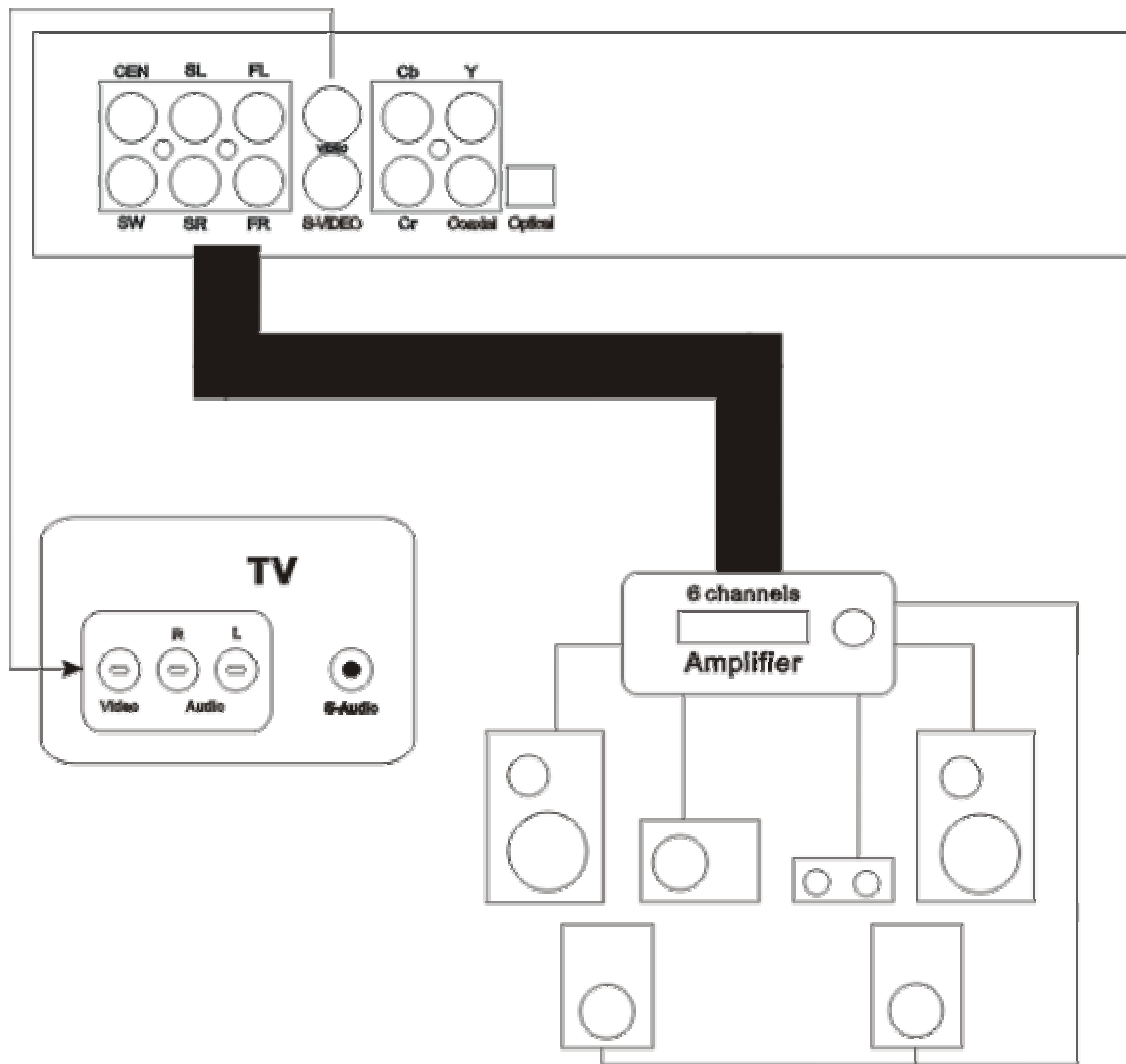 CEN SL FL Cb Y
VIDEO
SW SR FR S-VIDEO Cr Coaxial Optical
TV
R L
Video Audio S-Audio
6 channels
Amplifier